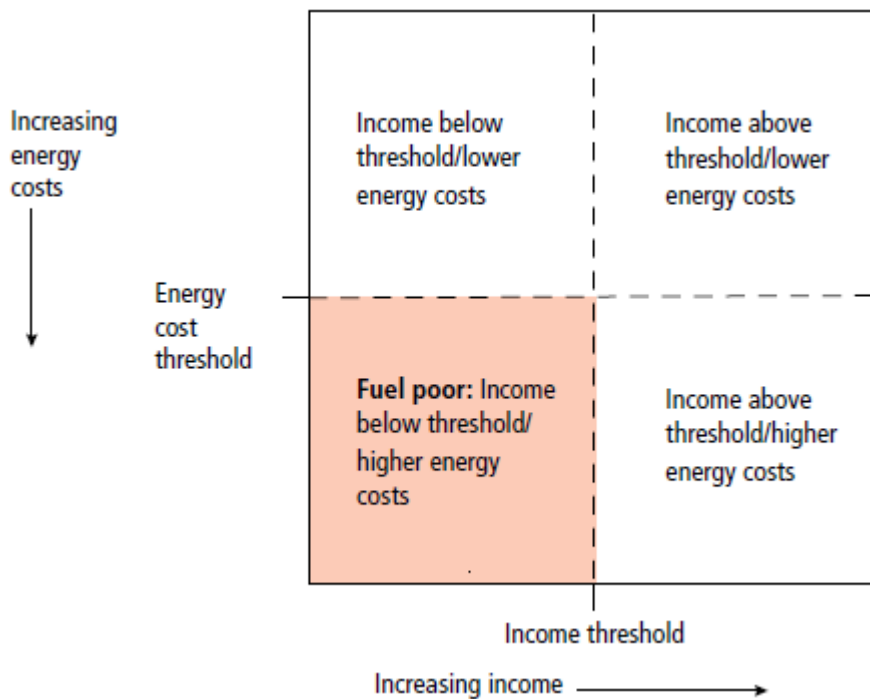 Increasing
energy
costs
Income below
threshold/lower
energy costs
Income above
threshold/lower
energy costs
Energy
cost
threshold
Fuel poor: Income
below threshold/
higher energy
costs
Income above
threshold/higher
energy costs
Income threshold
Increasing income